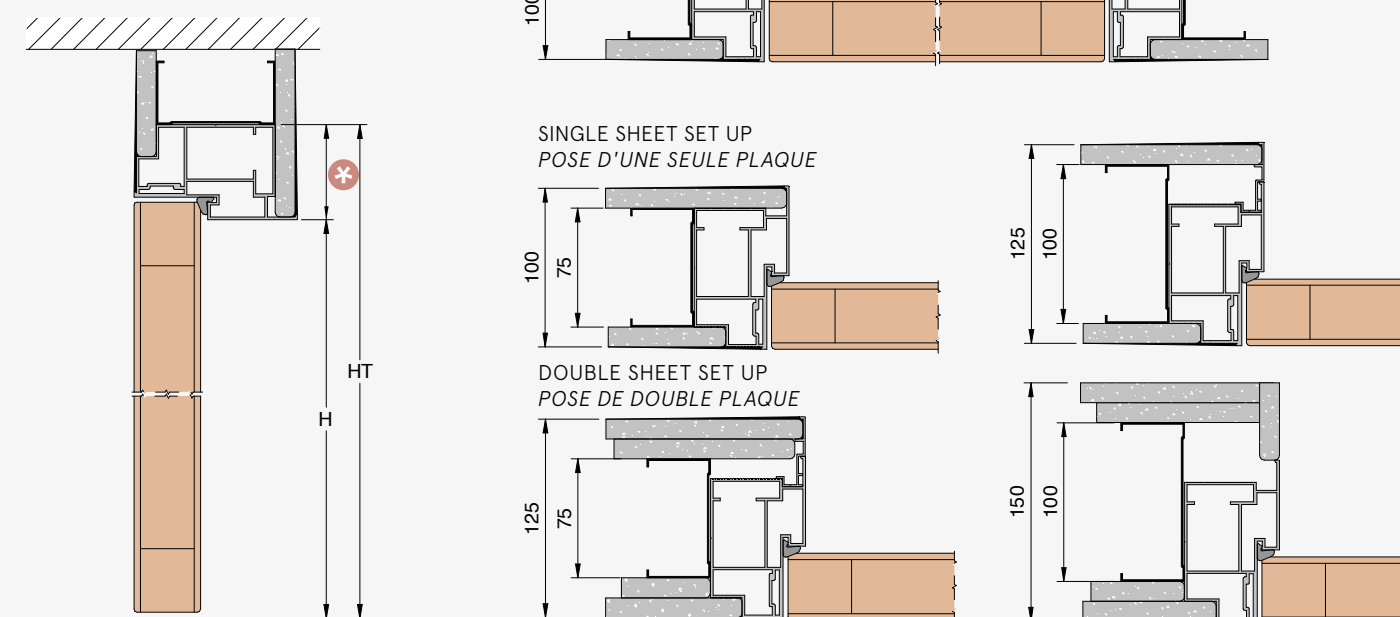 100
SINGLE SHEET SET UP
POSE D'UNE SEULE PLAQUE
100
75
125
100
HT
H
DOUBLE SHEET SET UP
POSE DE DOUBLE PLAQUE
125
75
150
100